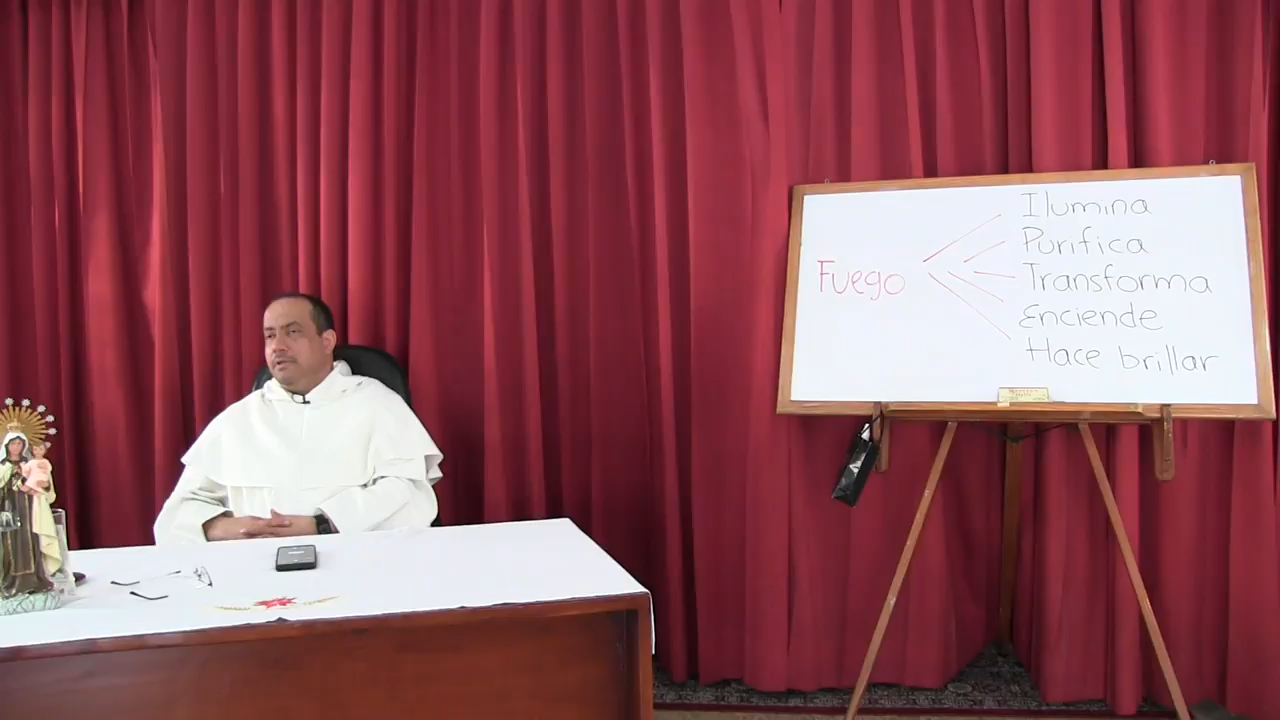 Fuego
Ilumina
Purifica
Transforma
Enciende
Hace brillar